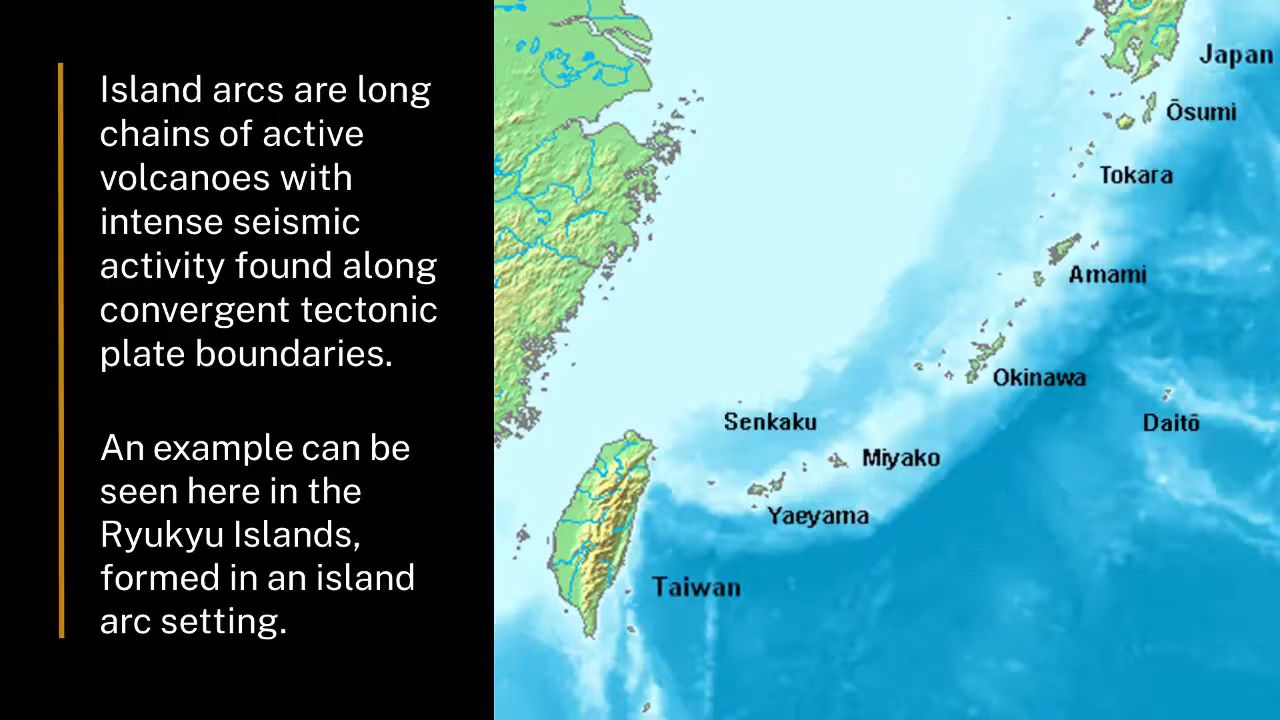 Island arcs are long
chains of active
volcanoes with
intense seismic
activity found along
convergent tectonic
plate boundaries.
An example can be
seen here in the
Ryukyu Islands,
formed in an island
arc setting.
Japan
Ōsumi
Tokara
Amami
Okinawa
Daitō
Senkaku
Miyako
Yaeyama
Taiwan